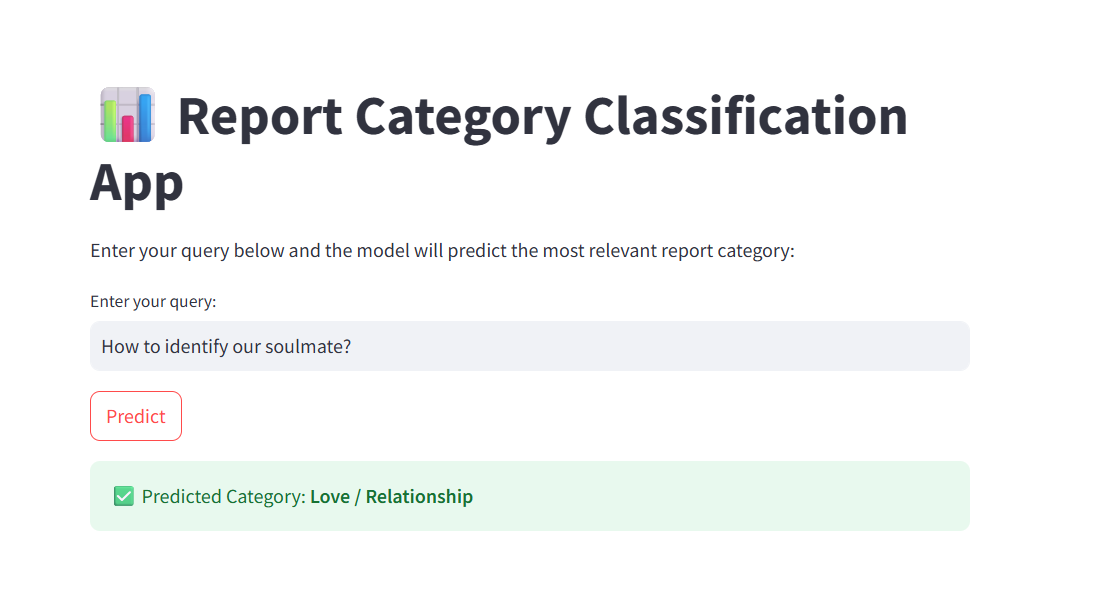 📊 Report Category Classification
App
Enter your query below and the model will predict the most relevant report category:
Enter your query:
How to identify our soulmate?
Predict
✅ Predicted Category: Love / Relationship